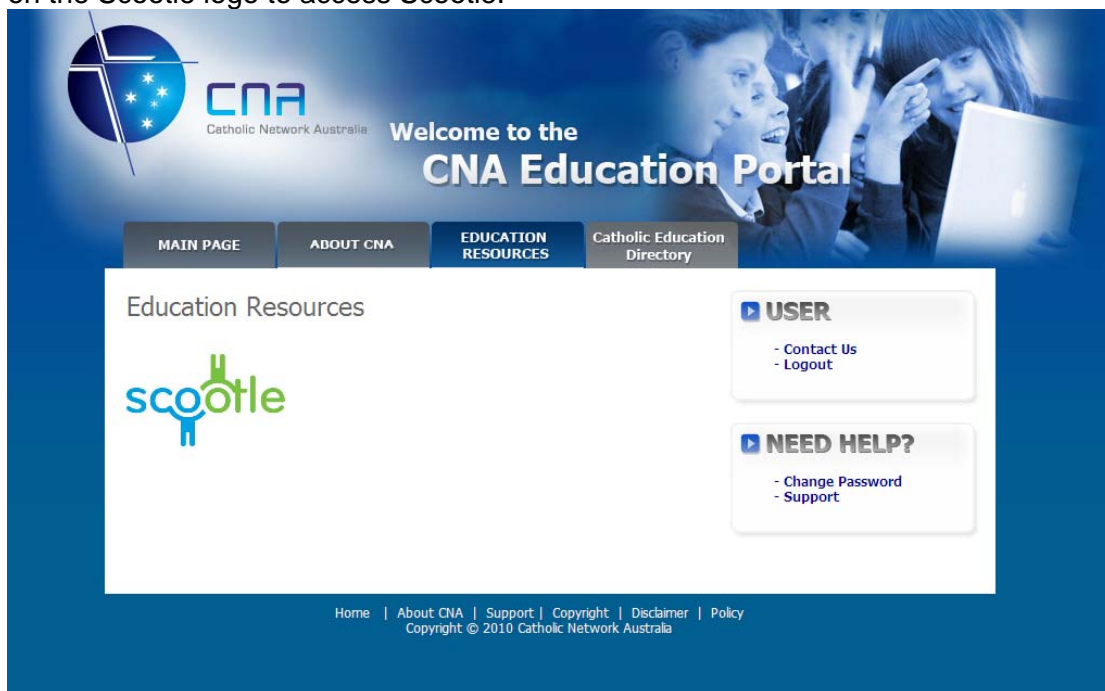 on the Scootle logo to access Scootle.
CNA
Catholic Network Australia
Welcome to the
CNA Education Portal
MAIN PAGE
ABOUT CNA
EDUCATION
RESOURCES
Catholic Education
Directory
Education Resources
scootle
USER
- Contact Us
- Logout
NEED HELP?
- Change Password
- Support
Home | About CNA | Support | Copyright | Disclaimer | Policy
Copyright © 2010 Catholic Network Australia